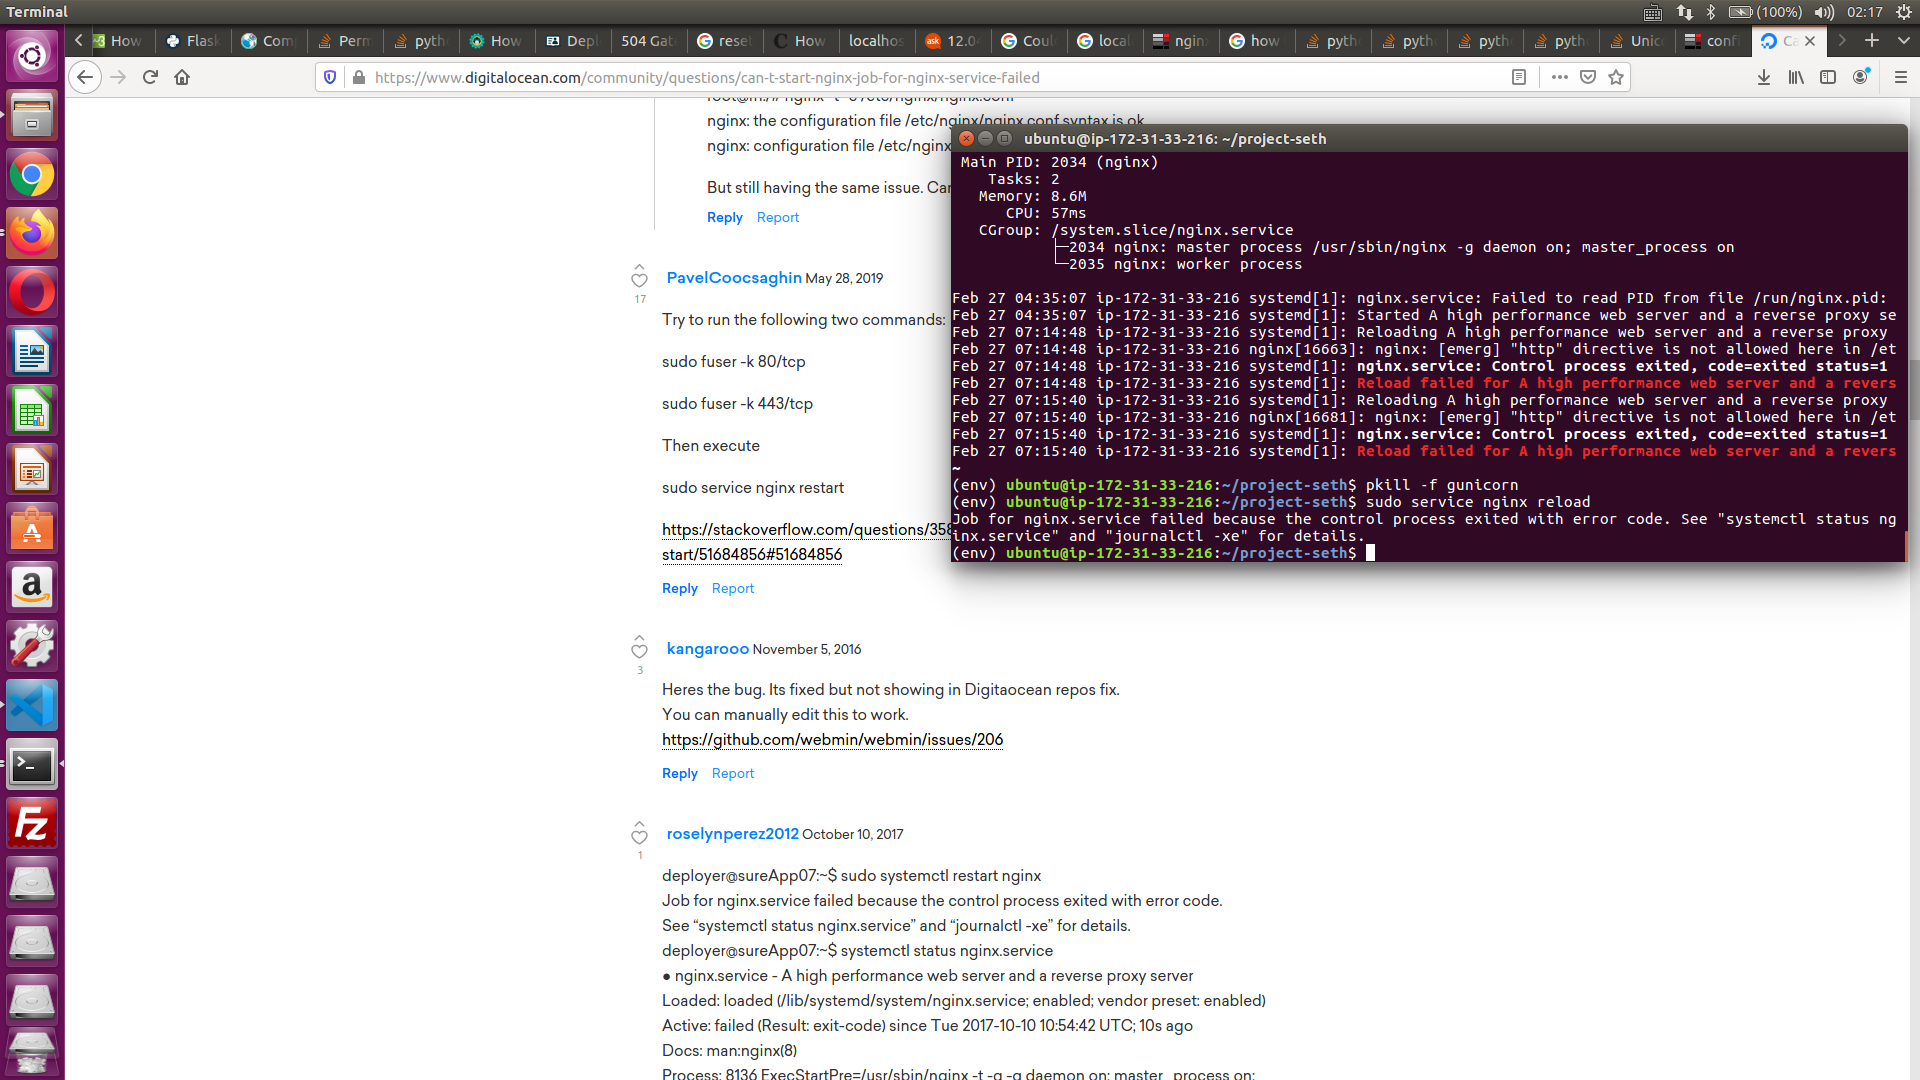 Terminal
(100%)
02:17
How
Flask
Com
Perm
pyth
How
Depl
504 Gat
rese
How
localhos
12.0
Coul
local
ngin
how
pyth
pyth
pyth
pyth
Unic
confi
Ca
https://www.digitalocean.com/community/questions/can-t-start-nginx-job-for-nginx-service-failed
nginx: the configuration file /etc/nginx/nginx.conf syntax is ok
nginx: configuration file /etc/nginx
But still having the same issue. Can
Reply Report
17
PavelCoocsaghin May 28, 2019
Try to run the following two commands:
sudo fuser -k 80/tcp
sudo fuser -k 443/tcp
Then execute
sudo service nginx restart
https://stackoverflow.com/questions/358
start/51684856#51684856
Reply Report
3
kangarooo November 5, 2016
Heres the bug. Its fixed but not showing in Digitaocean repos fix.
You can manually edit this to work.
https://github.com/webmin/webmin/issues/206
Reply Report
1
roselynperez2012 October 10, 2017
deployer@sureApp07:~$ sudo systemctl restart nginx
Job for nginx.service failed because the control process exited with error code.
See “systemctl status nginx.service” and “journalctl -xe” for details.
deployer@sureApp07:~$ systemctl status nginx.service
● nginx.service - A high performance web server and a reverse proxy server
Loaded: loaded (/lib/systemd/system/nginx.service; enabled; vendor preset: enabled)
Active: failed (Result: exit-code) since Tue 2017-10-10 10:54:42 UTC; 10s ago
Docs: man:nginx(8)
Process: 8136 ExecStartPre=/usr/sbin/nginx -t -q -g daemon on; master_process on;
ubuntu@ip-172-31-33-216: ~/project-seth
Main PID: 2034 (nginx)
Tasks: 2
Memory: 8.6M
CPU: 57ms
CGroup: /system.slice/nginx.service
├─2034 nginx: master process /usr/sbin/nginx -g daemon on; master_process on
└─2035 nginx: worker process
Feb 27 04:35:07 ip-172-31-33-216 systemd[1]: nginx.service: Failed to read PID from file /run/nginx.pid:
Feb 27 04:35:07 ip-172-31-33-216 systemd[1]: Started A high performance web server and a reverse proxy se
Feb 27 07:14:48 ip-172-31-33-216 systemd[1]: Reloading A high performance web server and a reverse proxy
Feb 27 07:14:48 ip-172-31-33-216 nginx[16663]: nginx: [emerg] "http" directive is not allowed here in /et
Feb 27 07:14:48 ip-172-31-33-216 systemd[1]: nginx.service: Control process exited, code=exited status=1
Feb 27 07:14:48 ip-172-31-33-216 systemd[1]: Reload failed for A high performance web server and a revers
Feb 27 07:15:40 ip-172-31-33-216 systemd[1]: Reloading A high performance web server and a reverse proxy
Feb 27 07:15:40 ip-172-31-33-216 nginx[16681]: nginx: [emerg] "http" directive is not allowed here in /et
Feb 27 07:15:40 ip-172-31-33-216 systemd[1]: nginx.service: Control process exited, code=exited status=1
Feb 27 07:15:40 ip-172-31-33-216 systemd[1]: Reload failed for A high performance web server and a revers
~
(env) ubuntu@ip-172-31-33-216:~/project-seth$ pkill -f gunicorn
(env) ubuntu@ip-172-31-33-216:~/project-seth$ sudo service nginx reload
Job for nginx.service failed because the control process exited with error code. See "systemctl status ng
inx.service" and "journalctl -xe" for details.
(env) ubuntu@ip-172-31-33-216:~/project-seth$